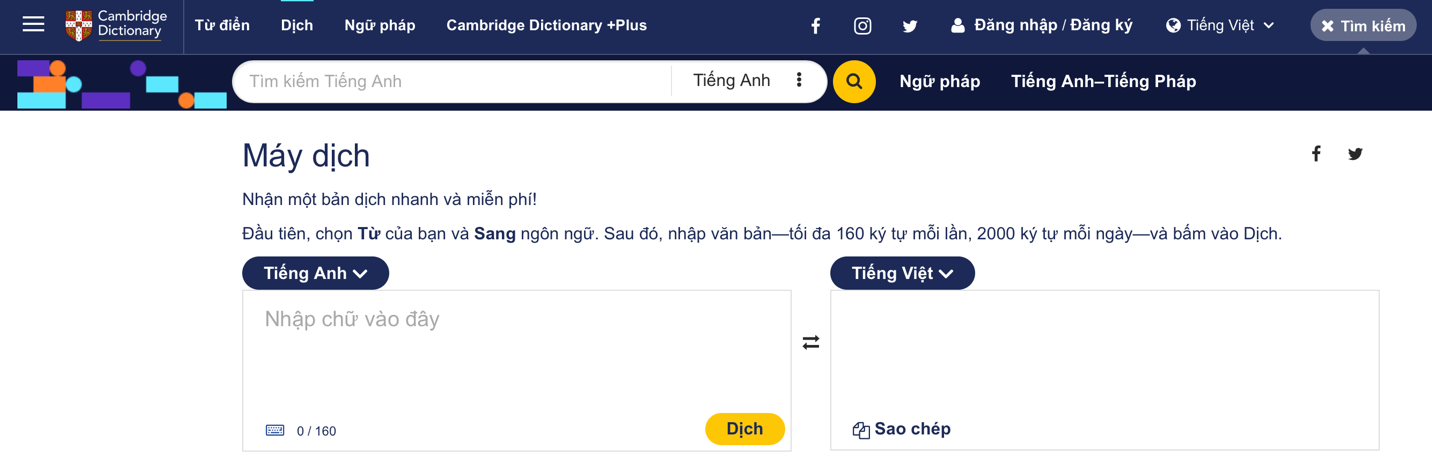 Cambridge Dictionary
Từ điển
Dịch
Ngữ pháp
Cambridge Dictionary +Plus
Đăng nhập / Đăng ký
Tiếng Việt
Tìm kiếm
Tìm kiếm Tiếng Anh
Tiếng Anh
Ngữ pháp
Tiếng Anh–Tiếng Pháp
Máy dịch
Nhận một bản dịch nhanh và miễn phí!
Đầu tiên, chọn Từ của bạn và Sang ngôn ngữ. Sau đó, nhập văn bản—tối đa 160 ký tự mỗi lần, 2000 ký tự mỗi ngày—và bấm vào Dịch.
Tiếng Anh
Tiếng Việt
Nhập chữ vào đây
0 / 160
Dịch
Sao chép